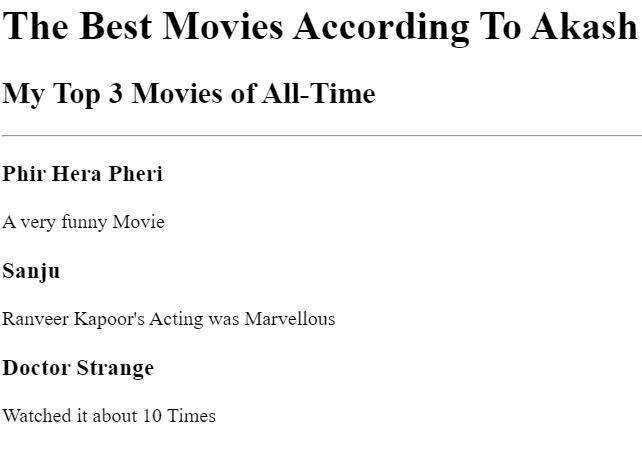 The Best Movies According To Akash
My Top 3 Movies of All-Time
Phir Hera Pheri
A very funny Movie
Sanju
Ranveer Kapoor's Acting was Marvellous
Doctor Strange
Watched it about 10 Times